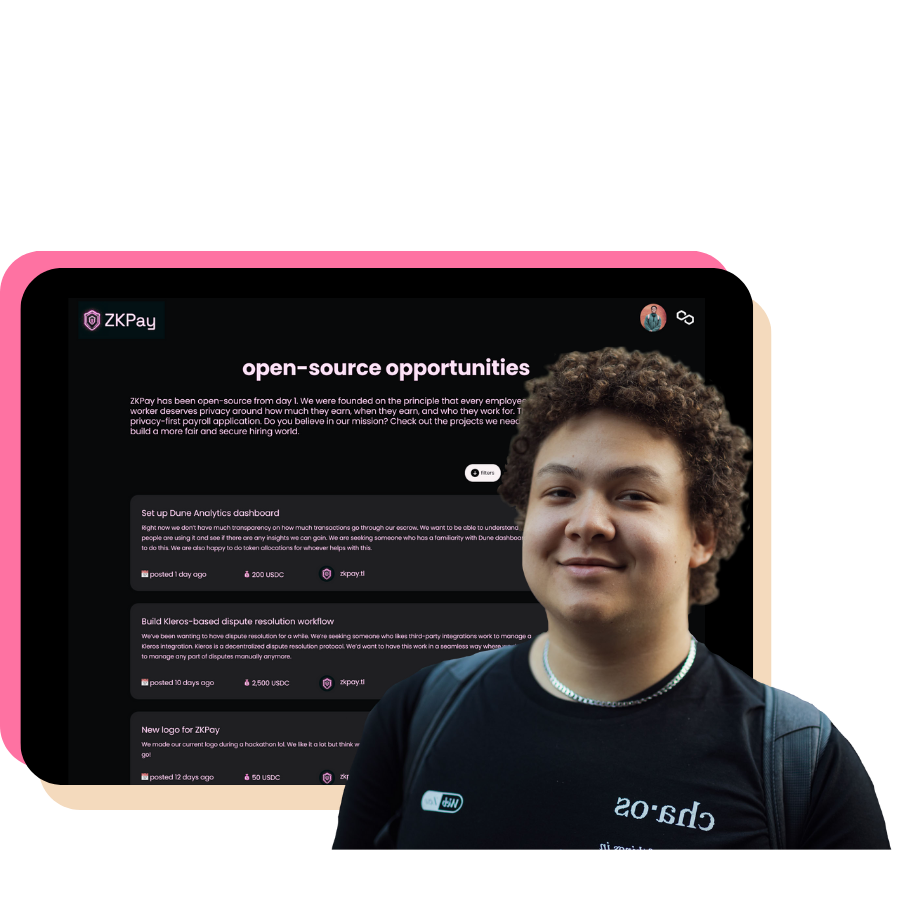 ZKPay
open-source opportunities
ZKPay has been open-source from day 1. We were founded on the principle that every employee
worker deserves privacy around how much they earn, when they earn, and who they work for.
privacy-first payroll application. Do you believe in our mission? Check out the projects we need
build a more fair and secure hiring world.
filters
Set up Dune Analytics dashboard
Right now we don't have much transparency on how much transactions go through our escrow. We want to be able to understand
people are using it and see if there are any insights we can gain. We are seeking someone who has a familiarity with Dune
to do this. We are also happy to do token allocations for whoever helps with this.
posted 1 day ago 200 USDC zkpay.tl
Build Kleros-based dispute resolution workflow
We've been wanting to have dispute resolution for a while. We're seeking someone who likes third-party integrations work to manage a
Kleros integration. Kleros is a decentralized dispute resolution protocol. We'd want to have this work in a seamless way where
to manage any part of disputes manually anymore.
posted 10 days ago 2,500 USDC zkpay.tl
New logo for ZKPay
We made our current logo during a hackathon lol. We like it a lot but think
go!
posted 12 days ago 50 USDC
cha·os